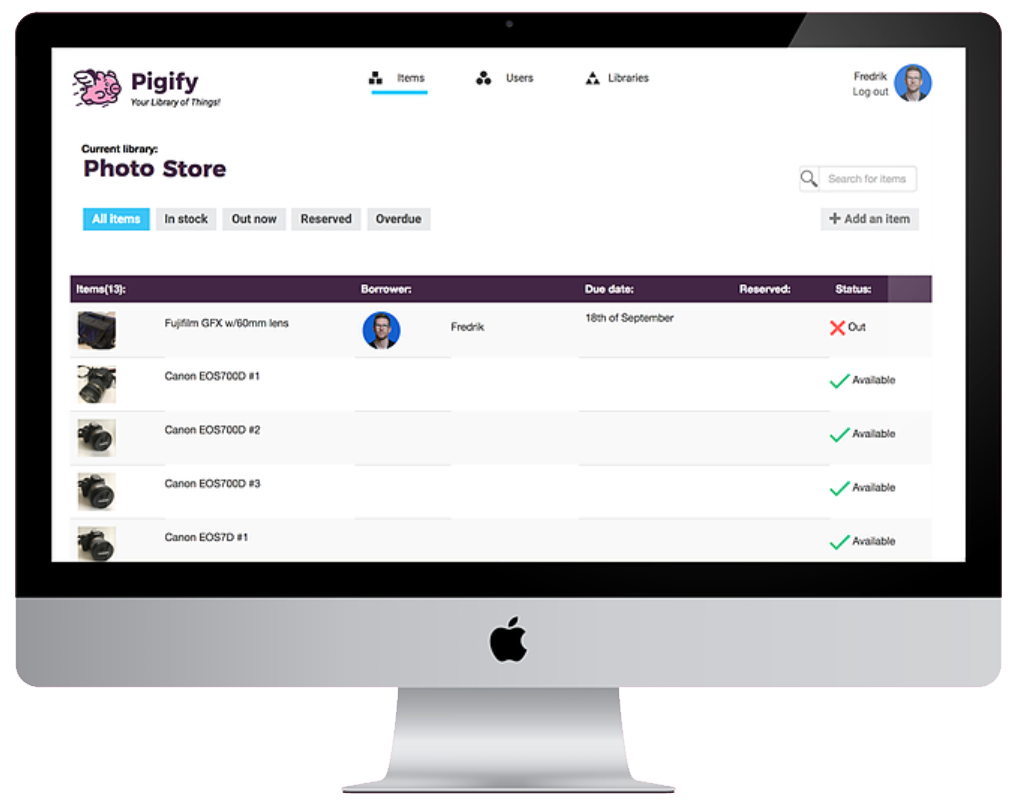 Pigify
Your Library of Things!
Items
Users
Libraries
Fredrik
Log out
Current library:
Photo Store
Search for items
All items
In stock
Out now
Reserved
Overdue
+ Add an item
Items(13):
Borrower:
Due date:
Reserved:
Status:
Fujifilm GFX w/60mm lens
Fredrik
18th of September
Out
Canon EOS700D #1
Available
Canon EOS700D #2
Available
Canon EOS700D #3
Available
Canon EOS7D #1
Available